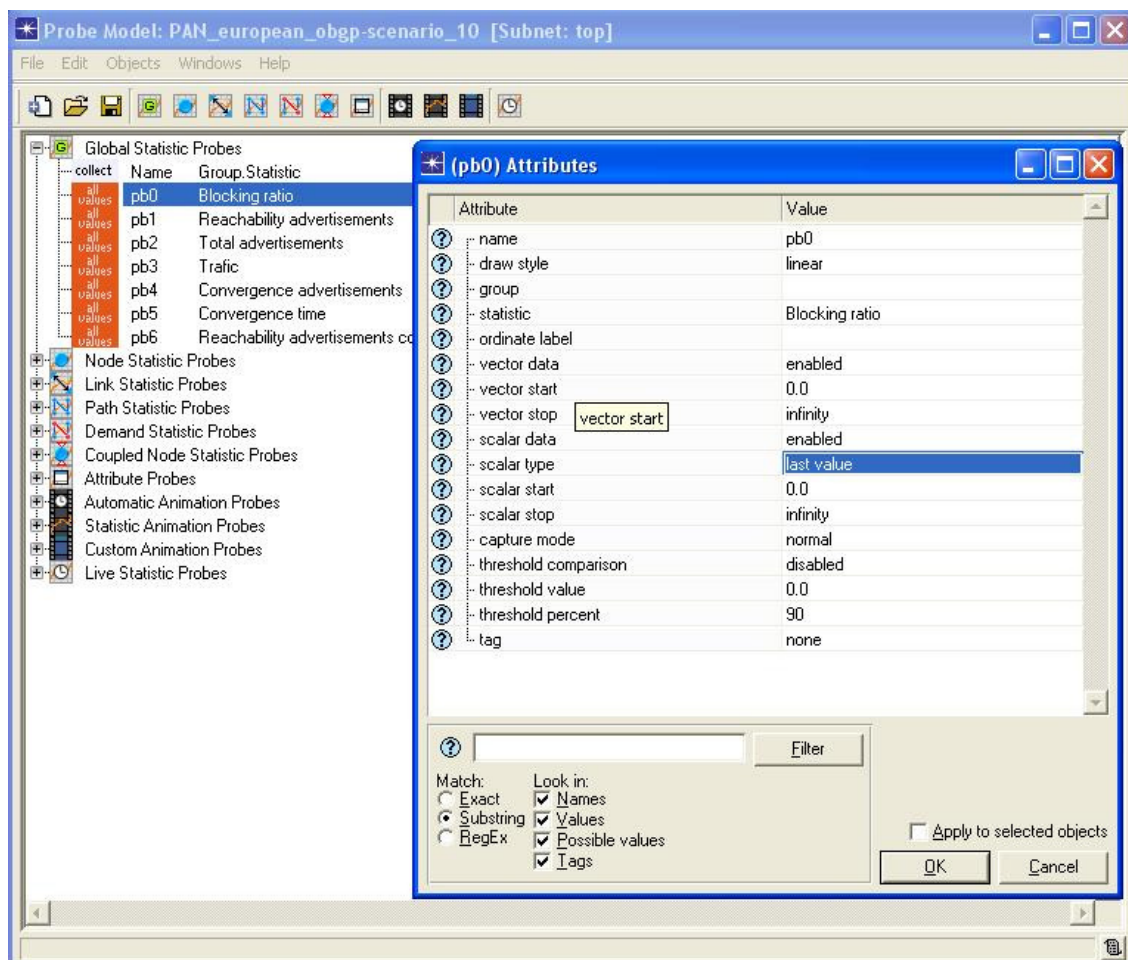 Probe Model: PAN_european_obgp-scenario_10 [Subnet: top]
File Edit Objects Windows Help
Global Statistic Probes
collect Name Group.Statistic
all values pb0 Blocking ratio
all values pb1 Reachability advertisements
all values pb2 Total advertisements
all values pb3 Trafic
all values pb4 Convergence advertisements
all values pb5 Convergence time
all values pb6 Reachability advertisements co
Node Statistic Probes
Link Statistic Probes
Path Statistic Probes
Demand Statistic Probes
Coupled Node Statistic Probes
Attribute Probes
Automatic Animation Probes
Statistic Animation Probes
Custom Animation Probes
Live Statistic Probes
(pb0) Attributes
Attribute Value
name pb0
draw style linear
group
statistic Blocking ratio
ordinate label
vector data enabled
vector start 0.0
vector stop infinity
vector start
scalar data enabled
scalar type last value
scalar start 0.0
scalar stop infinity
capture mode normal
threshold comparison disabled
threshold value 0.0
threshold percent 90
tag none
Filter
Match: Look in:
Exact Names
Substring Values
RegEx Possible values
Tags
Apply to selected objects
OK Cancel